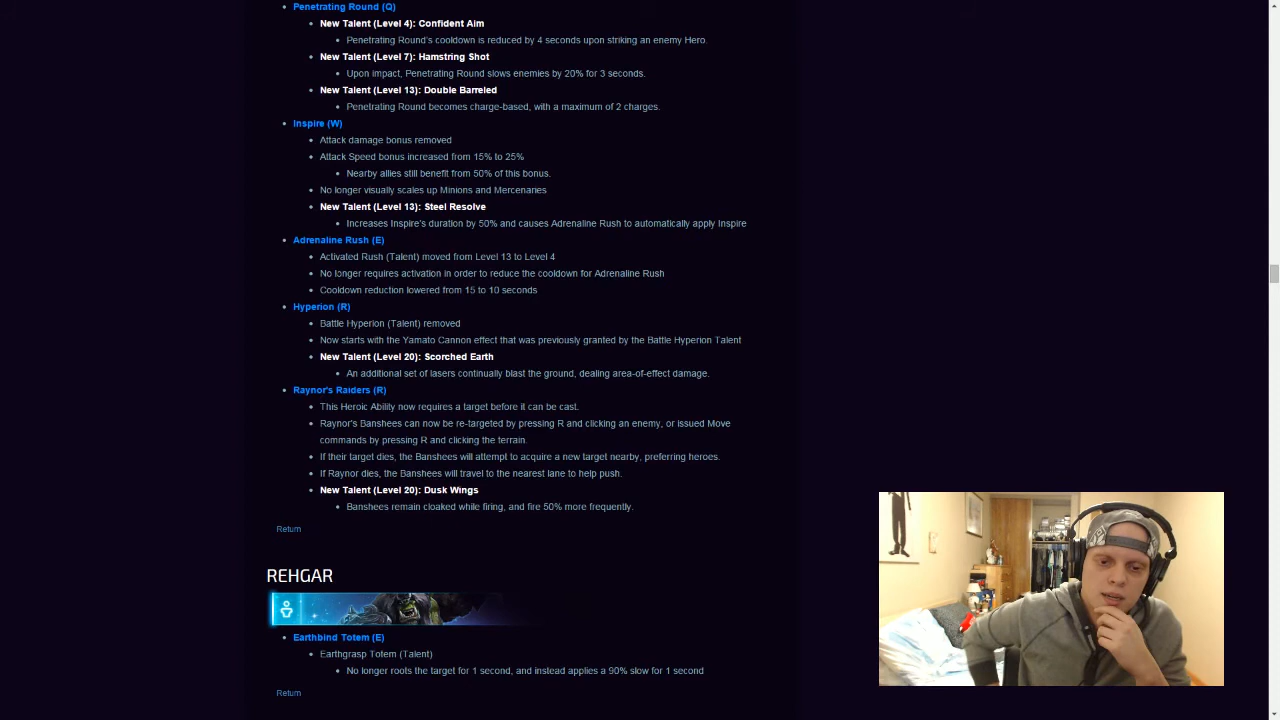 Penetrating Round (Q)
New Talent (Level 4): Confident Aim
Penetrating Round's cooldown is reduced by 4 seconds upon striking an enemy Hero.
New Talent (Level 7): Hamstring Shot
Upon impact, Penetrating Round slows enemies by 20% for 3 seconds.
New Talent (Level 13): Double Barreled
Penetrating Round becomes charge-based, with a maximum of 2 charges.
Inspire (W)
Attack damage bonus removed
Attack Speed bonus increased from 15% to 25%
Nearby allies still benefit from 50% of this bonus.
No longer visually scales up Minions and Mercenaries
New Talent (Level 13): Steel Resolve
Increases Inspire's duration by 50% and causes Adrenaline Rush to automatically apply Inspire
Adrenaline Rush (E)
Activated Rush (Talent) moved from Level 13 to Level 4
No longer requires activation in order to reduce the cooldown for Adrenaline Rush
Cooldown reduction lowered from 15 to 10 seconds
Hyperion (R)
Battle Hyperion (Talent) removed
Now starts with the Yamato Cannon effect that was previously granted by the Battle Hyperion Talent
New Talent (Level 20): Scorched Earth
An additional set of lasers continually blast the ground, dealing area-of-effect damage.
Raynor's Raiders (R)
This Heroic Ability now requires a target before it can be cast.
Raynor's Banshees can now be re-targeted by pressing R and clicking an enemy, or issued Move
commands by pressing R and clicking the terrain.
If their target dies, the Banshees will attempt to acquire a new target nearby, preferring heroes.
If Raynor dies, the Banshees will travel to the nearest lane to help push.
New Talent (Level 20): Dusk Wings
Banshees remain cloaked while firing, and fire 50% more frequently.
Return
REHGAR
Earthbind Totem (E)
Earthgrasp Totem (Talent)
No longer roots the target for 1 second, and instead applies a 90% slow for 1 second
Return